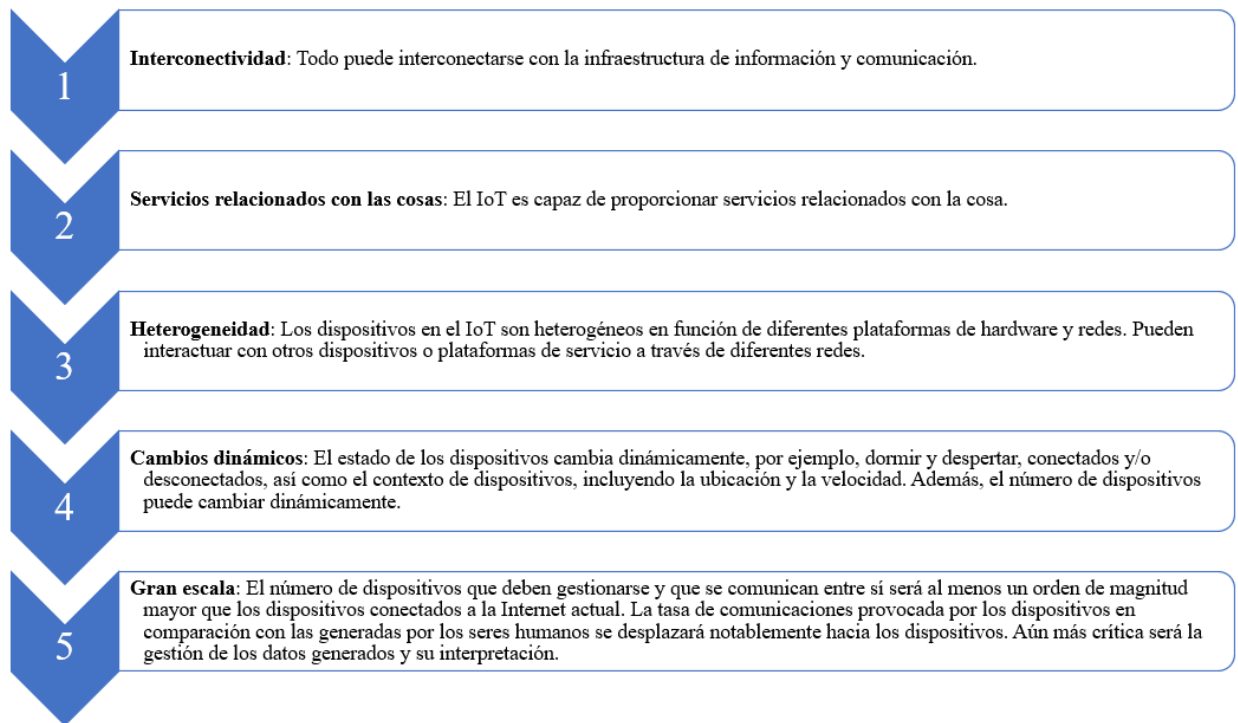 1
Interconectividad: Todo puede interconectarse con la infraestructura de información y comunicación.
2
Servicios relacionados con las cosas: El IoT es capaz de proporcionar servicios relacionados con la cosa.
3
Heterogeneidad: Los dispositivos en el IoT son heterogéneos en función de diferentes plataformas de hardware y redes. Pueden
interactuar con otros dispositivos o plataformas de servicio a través de diferentes redes.
4
Cambios dinámicos: El estado de los dispositivos cambia dinámicamente, por ejemplo, dormir y despertar, conectados y/o
desconectados, así como el contexto de dispositivos, incluyendo la ubicación y la velocidad. Además, el número de dispositivos
puede cambiar dinámicamente.
5
Gran escala: El número de dispositivos que deben gestionarse y que se comunican entre sí será al menos un orden de magnitud
mayor que los dispositivos conectados a la Internet actual. La tasa de comunicaciones provocada por los dispositivos en
comparación con las generadas por los seres humanos se desplazará notablemente hacia los dispositivos. Aún más crítica será la
gestión de los datos generados y su interpretación.